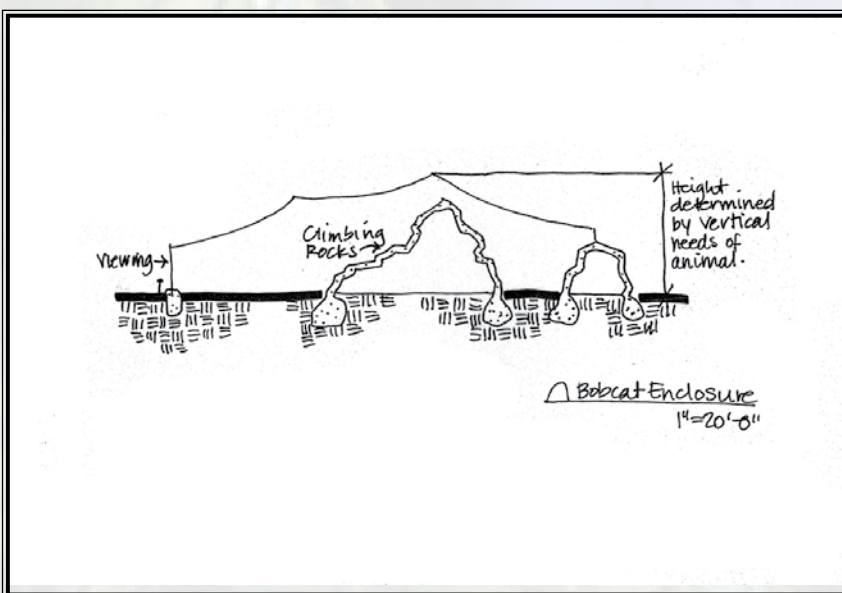 Viewing
Climbing
Rocks
Height
determined
by vertical
needs of
animal.
Bobcat Enclosure
1"=20'-0"